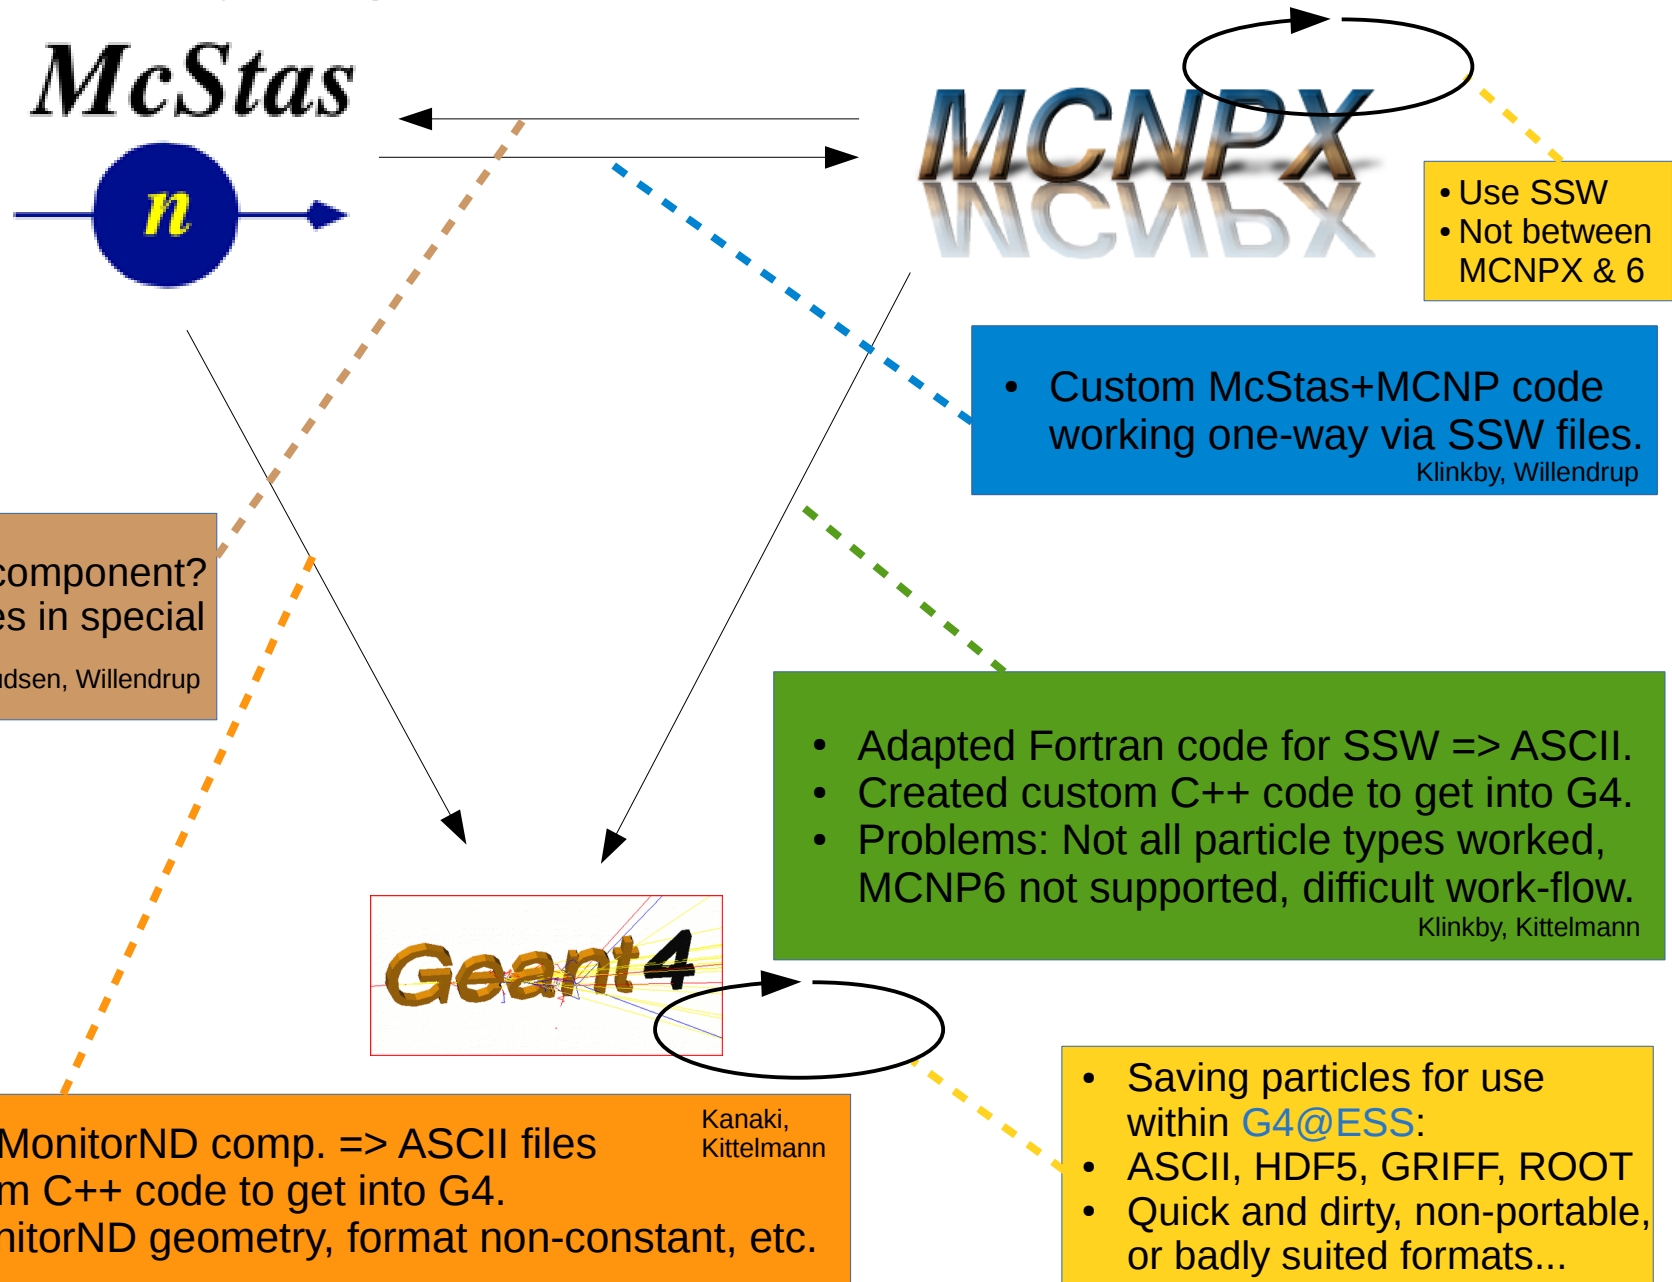 McStas
n
MCNPX
• Use SSW
• Not between
MCNPX & 6
• Custom McStas+MCNP code
working one-way via SSW files.
Klinkby, Willendrup
component?
es in special
udsen, Willendrup
• Adapted Fortran code for SSW => ASCII.
• Created custom C++ code to get into G4.
• Problems: Not all particle types worked,
MCNP6 not supported, difficult work-flow.
Klinkby, Kittelmann
Geant4
Kanaki,
Kittelmann
MonitorND comp. => ASCII files
m C++ code to get into G4.
nitorND geometry, format non-constant, etc.
• Saving particles for use
within G4@ESS:
• ASCII, HDF5, GRIFF, ROOT
• Quick and dirty, non-portable,
or badly suited formats...